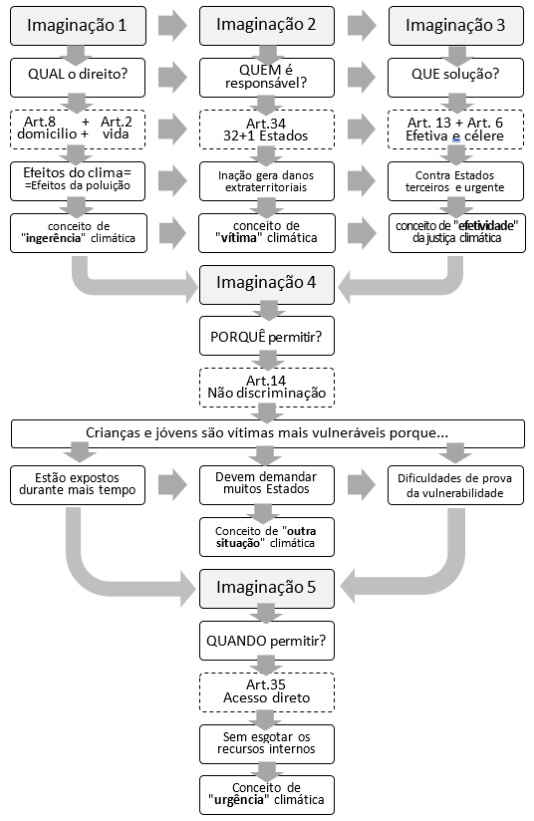 Imaginação 1
Imaginação 2
Imaginação 3
QUAL o direito?
QUEM é
responsável?
QUE solução?
Art.8 + Art.2
domicilio + vida
Art.34
32+1 Estados
Art. 13 + Art. 6
Efetiva e célere
Efeitos do clima=
=Efeitos da poluição
Inação gera danos
extraterritoriais
Contra Estados
terceiros e urgente
conceito de
"ingerência" climática
conceito de
"vítima" climática
conceito de "efetividade"
da justiça climática
Imaginação 4
PORQUÊ permitir?
Art.14
Não discriminação
Crianças e jóvens são vítimas mais vulneráveis porque...
Estão expostos
durante mais tempo
Devem demandar
muitos Estados
Dificuldades de prova
da vulnerabilidade
Conceito de "outra
situação" climática
Imaginação 5
QUANDO permitir?
Art.35
Acesso direto
Sem esgotar os
recursos internos
Conceito de
"urgência" climática